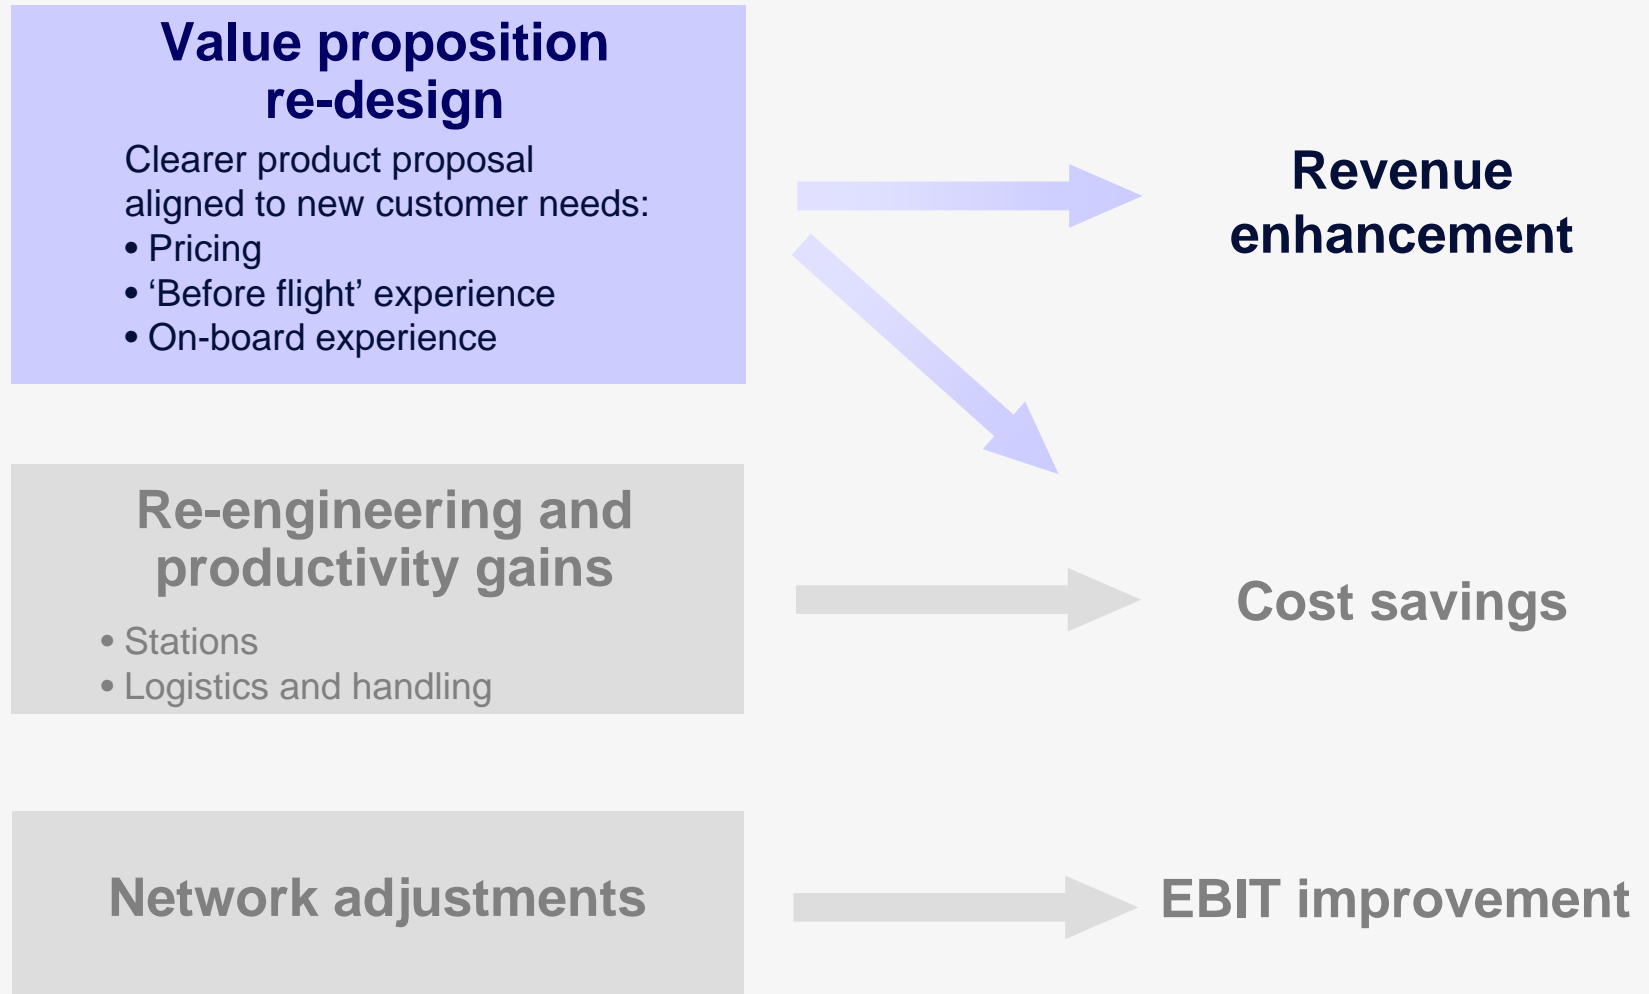 Value proposition
re-design
Clearer product proposal
aligned to new customer needs:
• Pricing
• ‘Before flight’ experience
• On-board experience
Revenue
enhancement
Re-engineering and
productivity gains
• Stations
• Logistics and handling
Cost savings
Network adjustments
EBIT improvement